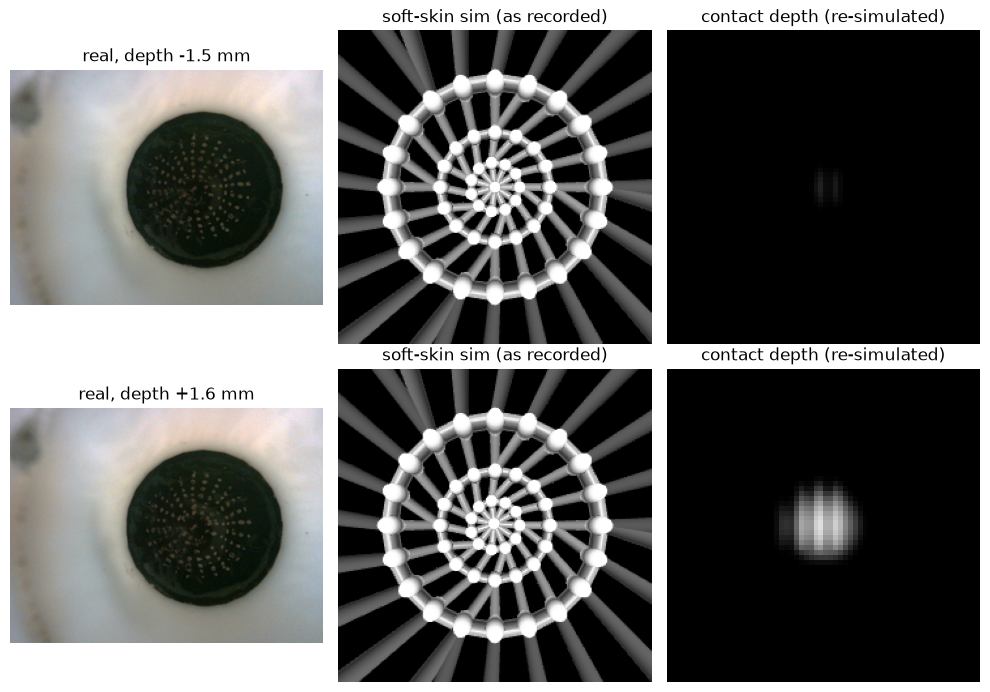 soft-skin sim (as recorded)
contact depth (re-simulated)
real, depth -1.5 mm
soft-skin sim (as recorded)
contact depth (re-simulated)
real, depth +1.6 mm